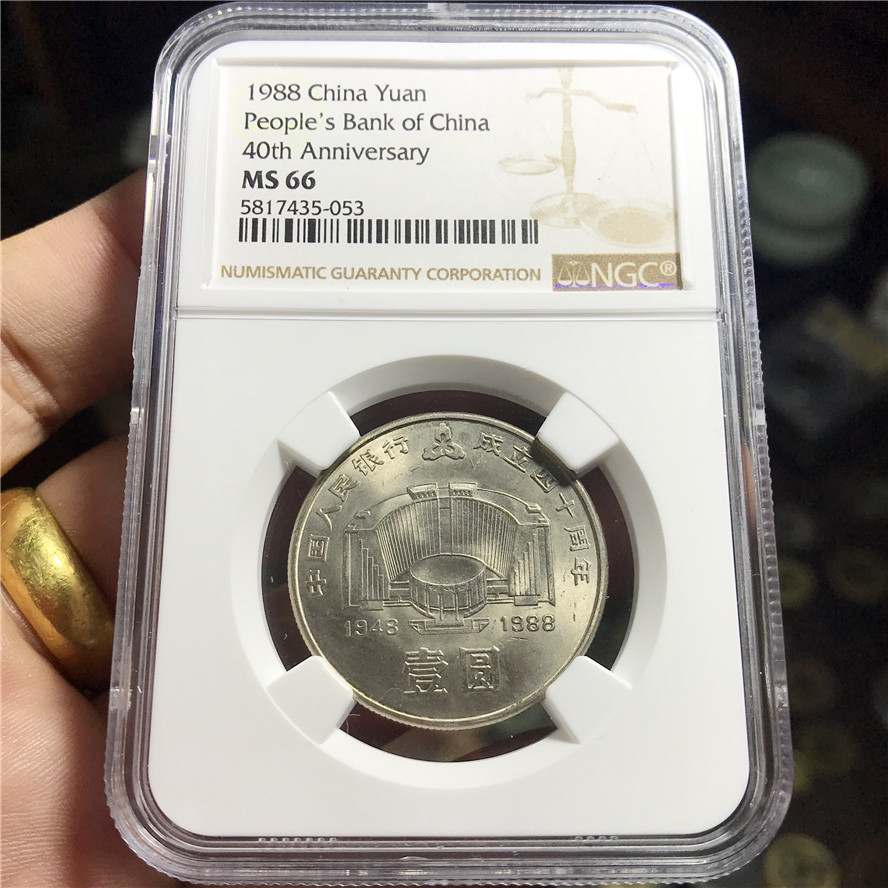 1988 China Yuan
People's Bank of China
40th Anniversary
MS 66
5817435-053
NUMISMATIC GUARANTY CORPORATION
NGC®
中国人民银行 成立四十周年
1948 1988
壹圆